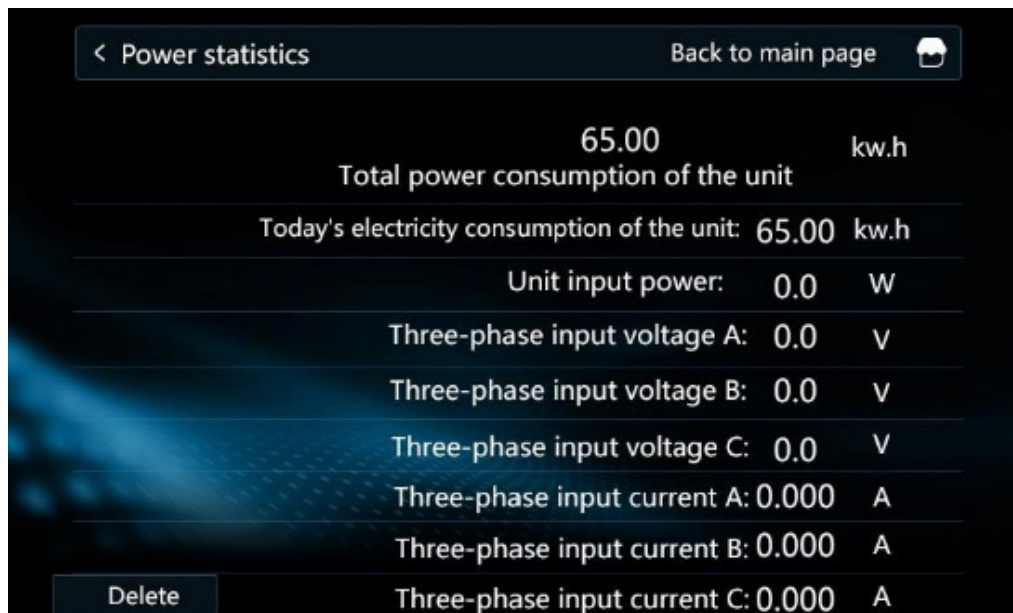 < Power statistics Back to main page
65.00 kw.h
Total power consumption of the unit
Today's electricity consumption of the unit: 65.00 kw.h
Unit input power: 0.0 W
Three-phase input voltage A: 0.0 V
Three-phase input voltage B: 0.0 V
Three-phase input voltage C: 0.0 V
Three-phase input current A: 0.000 A
Three-phase input current B: 0.000 A
Delete Three-phase input current C: 0.000 A